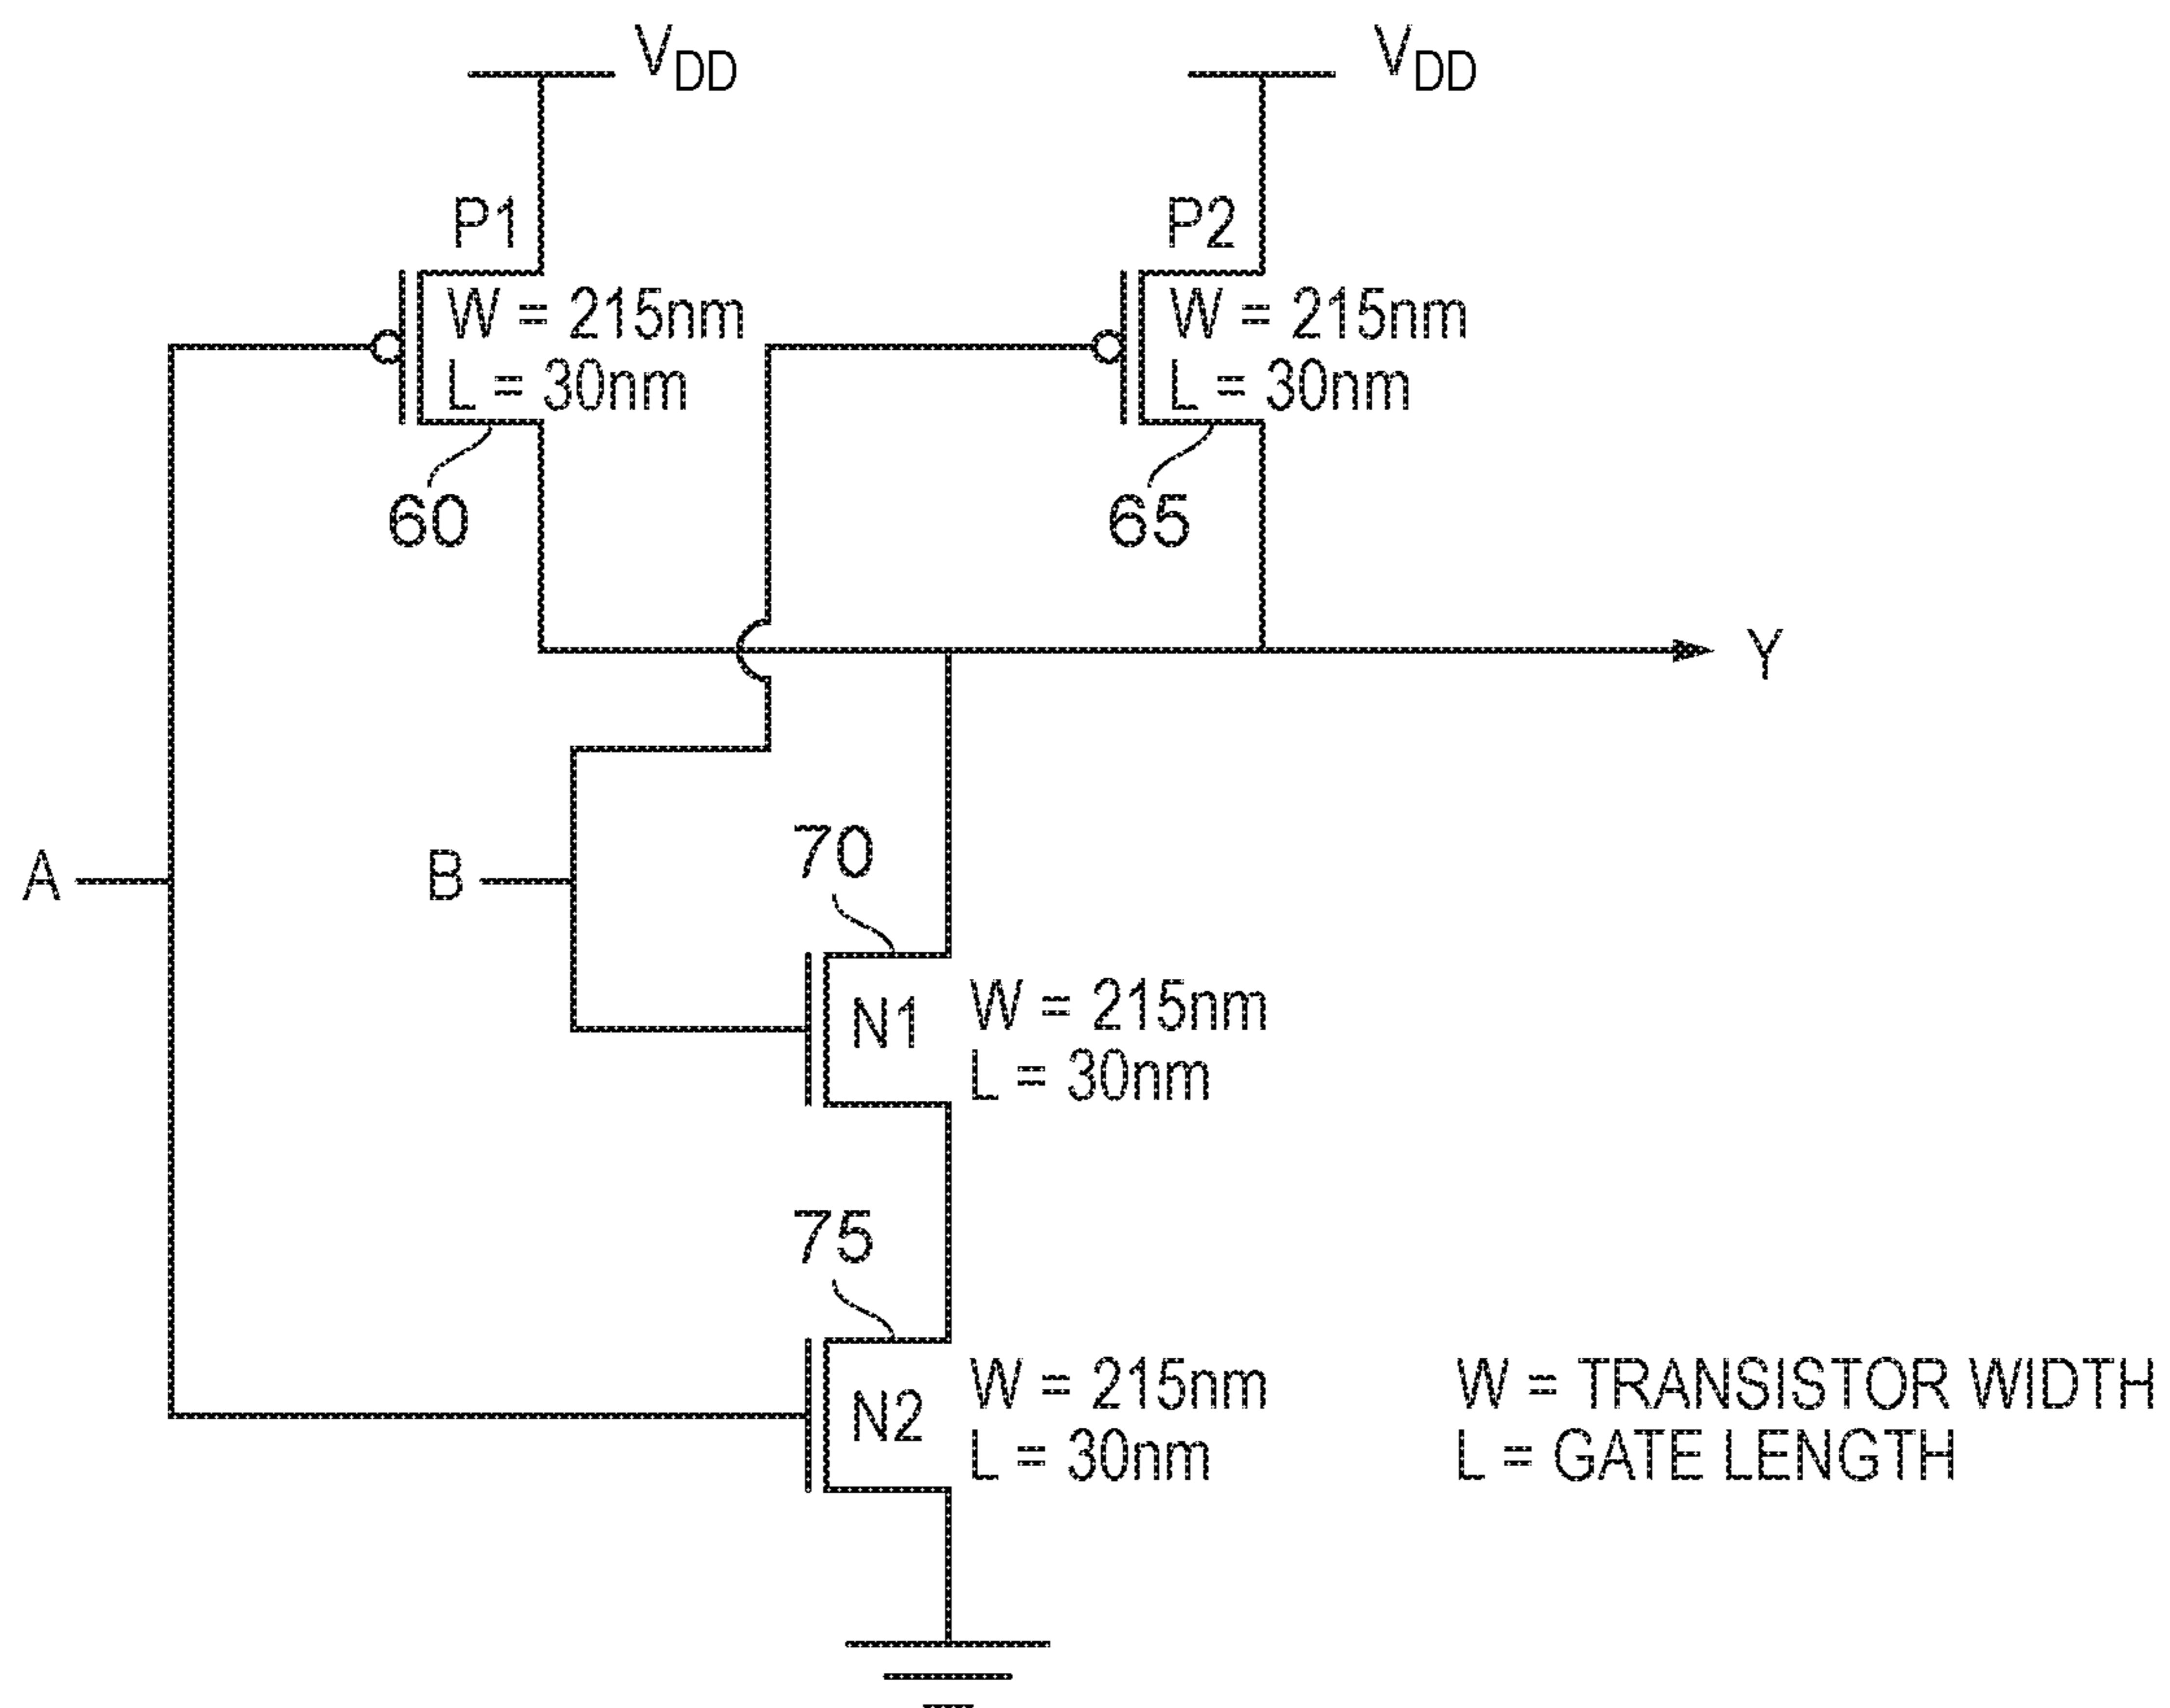 VDD
VDD
P1
W = 215nm
L = 30nm
60
P2
W = 215nm
L = 30nm
65
Y
A
B
70
N1
W = 215nm
L = 30nm
75
N2
W = 215nm
L = 30nm
W = TRANSISTOR WIDTH
L = GATE LENGTH